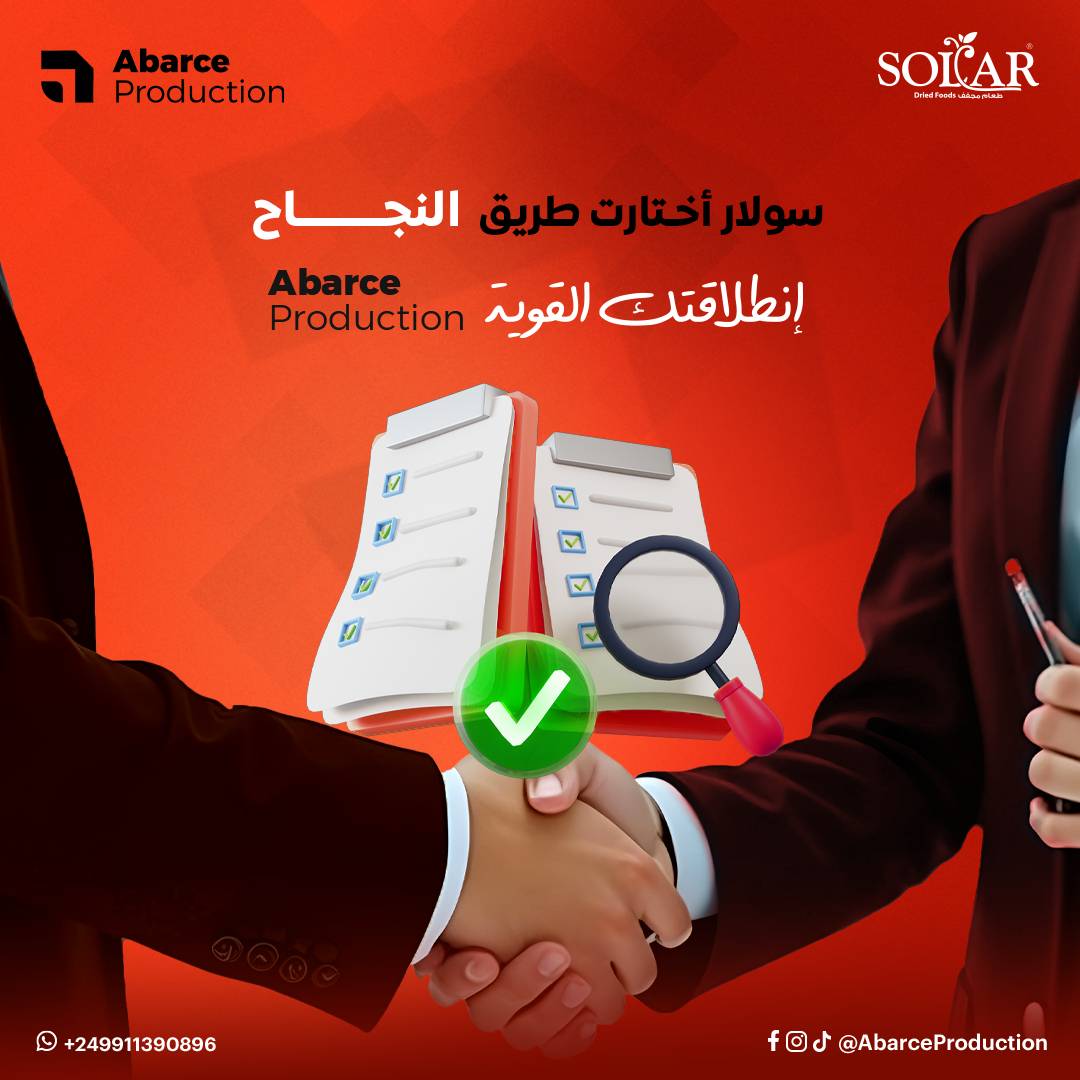 Abarce
Production
SOLAR®
Dried Foods طعام مجفف
سولار أختارت طريق النجـــــاح
إنطلاقتك القوية Abarce
Production
+249911390896
@AbarceProduction